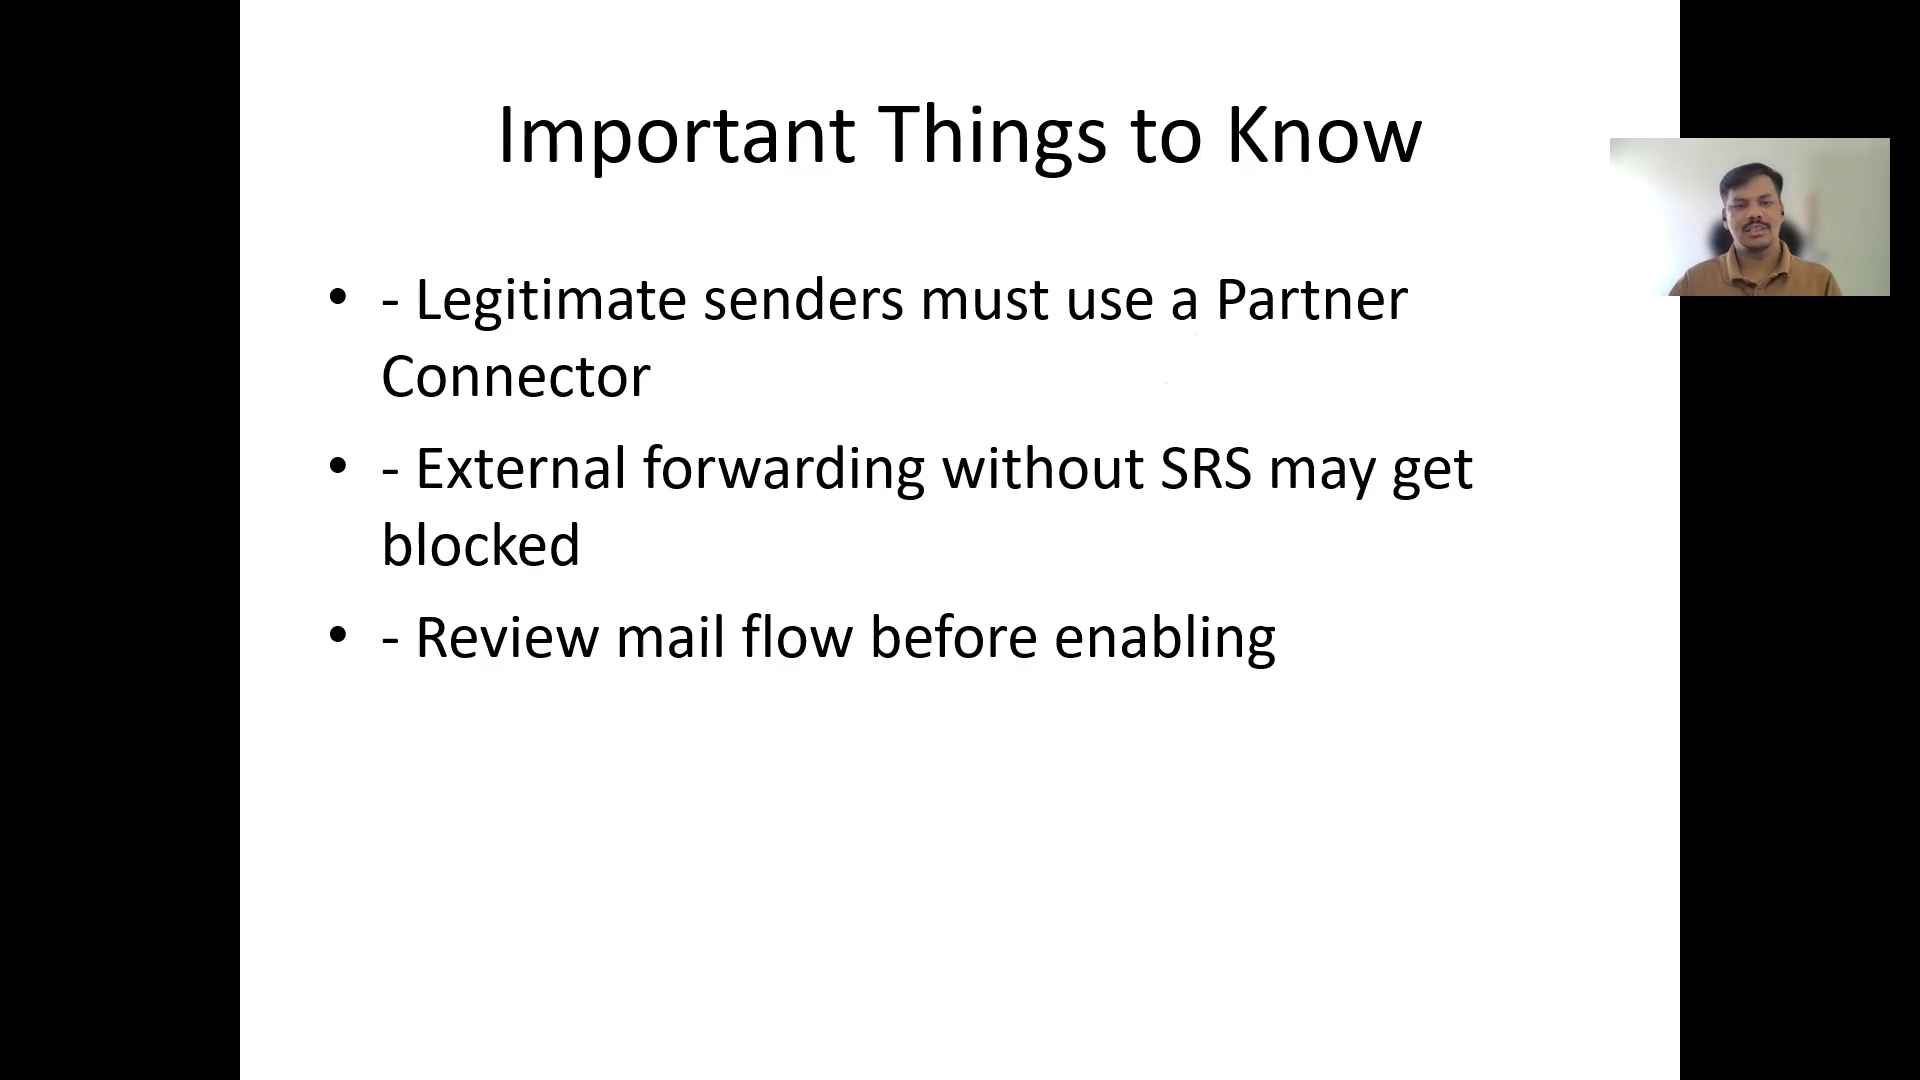 Important Things to Know
• - Legitimate senders must use a Partner
Connector
• - External forwarding without SRS may get
blocked
• - Review mail flow before enabling